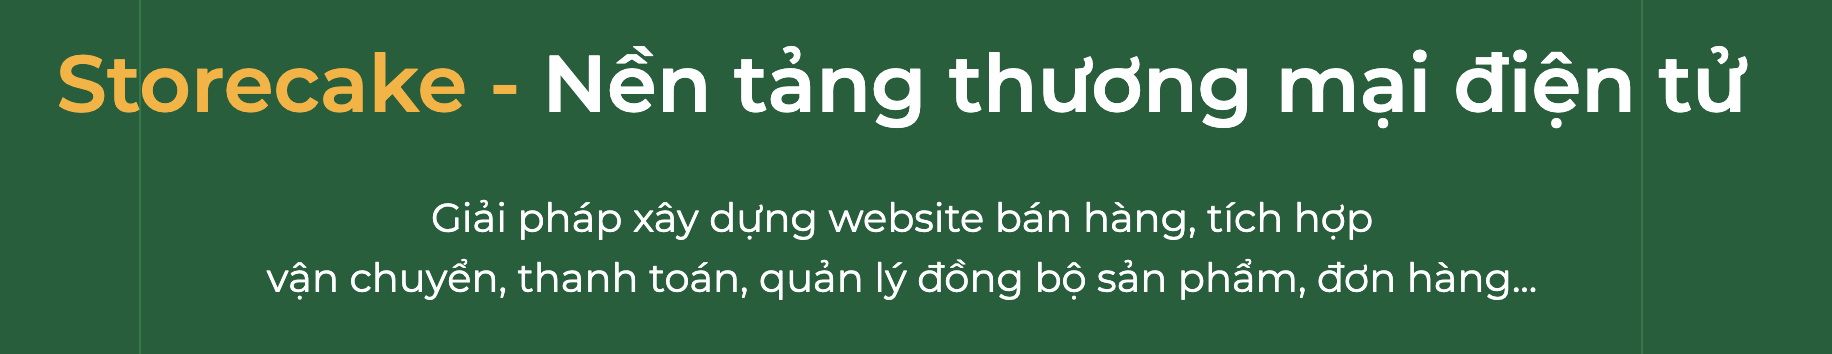 Storecake - Nền tảng thương mại điện tử
Giải pháp xây dựng website bán hàng, tích hợp
vận chuyển, thanh toán, quản lý đồng bộ sản phẩm, đơn hàng...